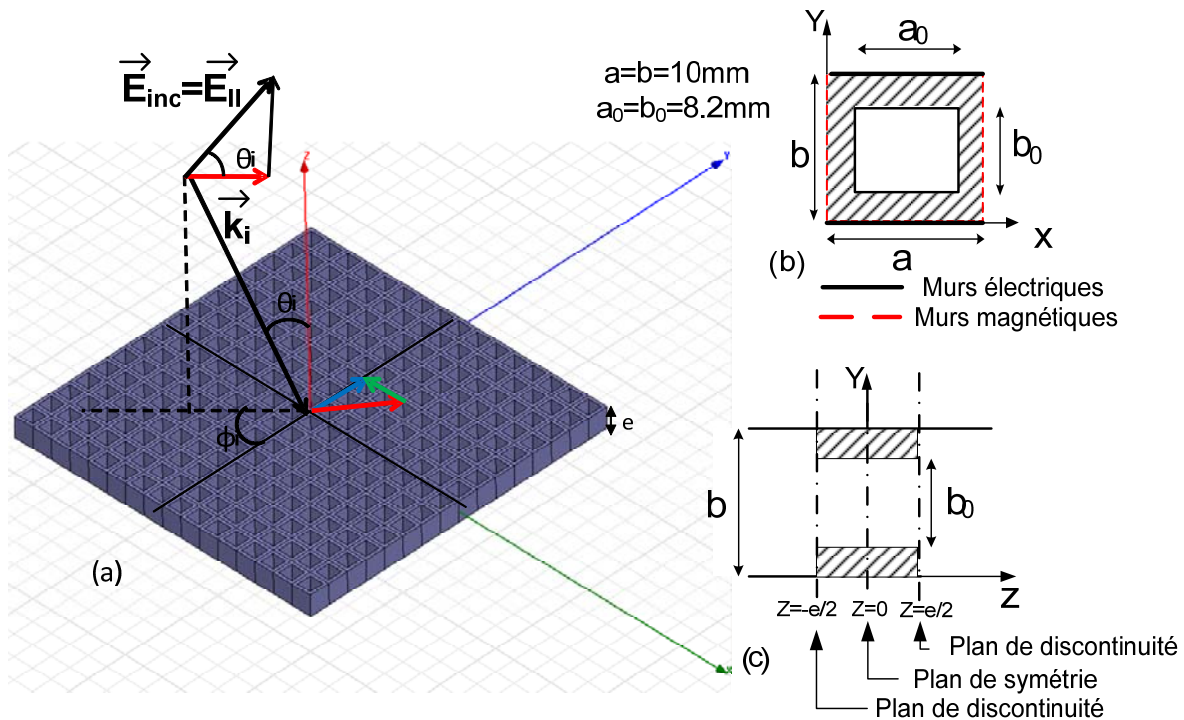 E⃗inc=E⃗II
θi
k⃗i
θi
ϕi
z
Y
x
e
(a)
a=b=10mm
a0=b0=8.2mm
Y
a0
b
b0
X
a
(b)
Murs électriques
Murs magnétiques
Y
b
b0
Z
Z=-e/2
Z=0
Z=e/2
(c)
Plan de discontinuité
Plan de symétrie
Plan de discontinuité